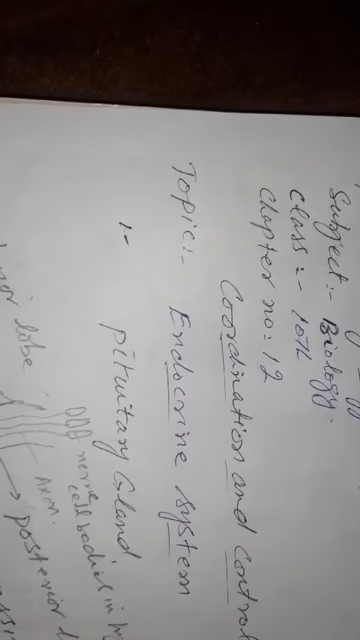 Subject:- Biology.
Class:- 10th
Chapter no:12
Coordination and Control
Topic:- Endocrine system
1:- Pituitary Gland
nerve
cell bodies in
Axon.
lobe
Posterior